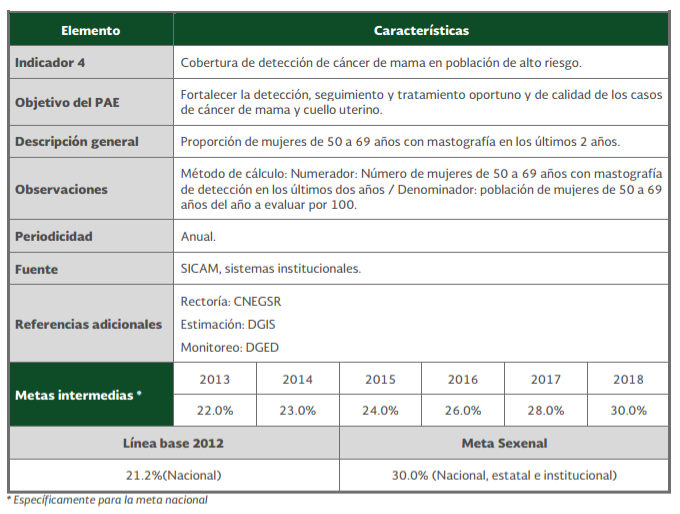 Elemento
Características
Indicador 4
Cobertura de detección de cáncer de mama en población de alto riesgo.
Objetivo del PAE
Fortalecer la detección, seguimiento y tratamiento oportuno y de calidad de los casos
de cáncer de mama y cuello uterino.
Descripción general
Proporción de mujeres de 50 a 69 años con mastografía en los últimos 2 años.
Observaciones
Método de cálculo: Numerador: Número de mujeres de 50 a 69 años con mastografía
de detección en los últimos dos años / Denominador: población de mujeres de 50 a 69
años del año a evaluar por 100.
Periodicidad
Anual.
Fuente
SICAM, sistemas institucionales.
Referencias adicionales
Rectoría: CNEGSR
Estimación: DGIS
Monitoreo: DGED
Metas intermedias *
2013 2014 2015 2016 2017 2018
22.0% 23.0% 24.0% 26.0% 28.0% 30.0%
Línea base 2012
Meta Sexenal
21.2%(Nacional)
30.0% (Nacional, estatal e institucional)
* Específicamente para la meta nacional